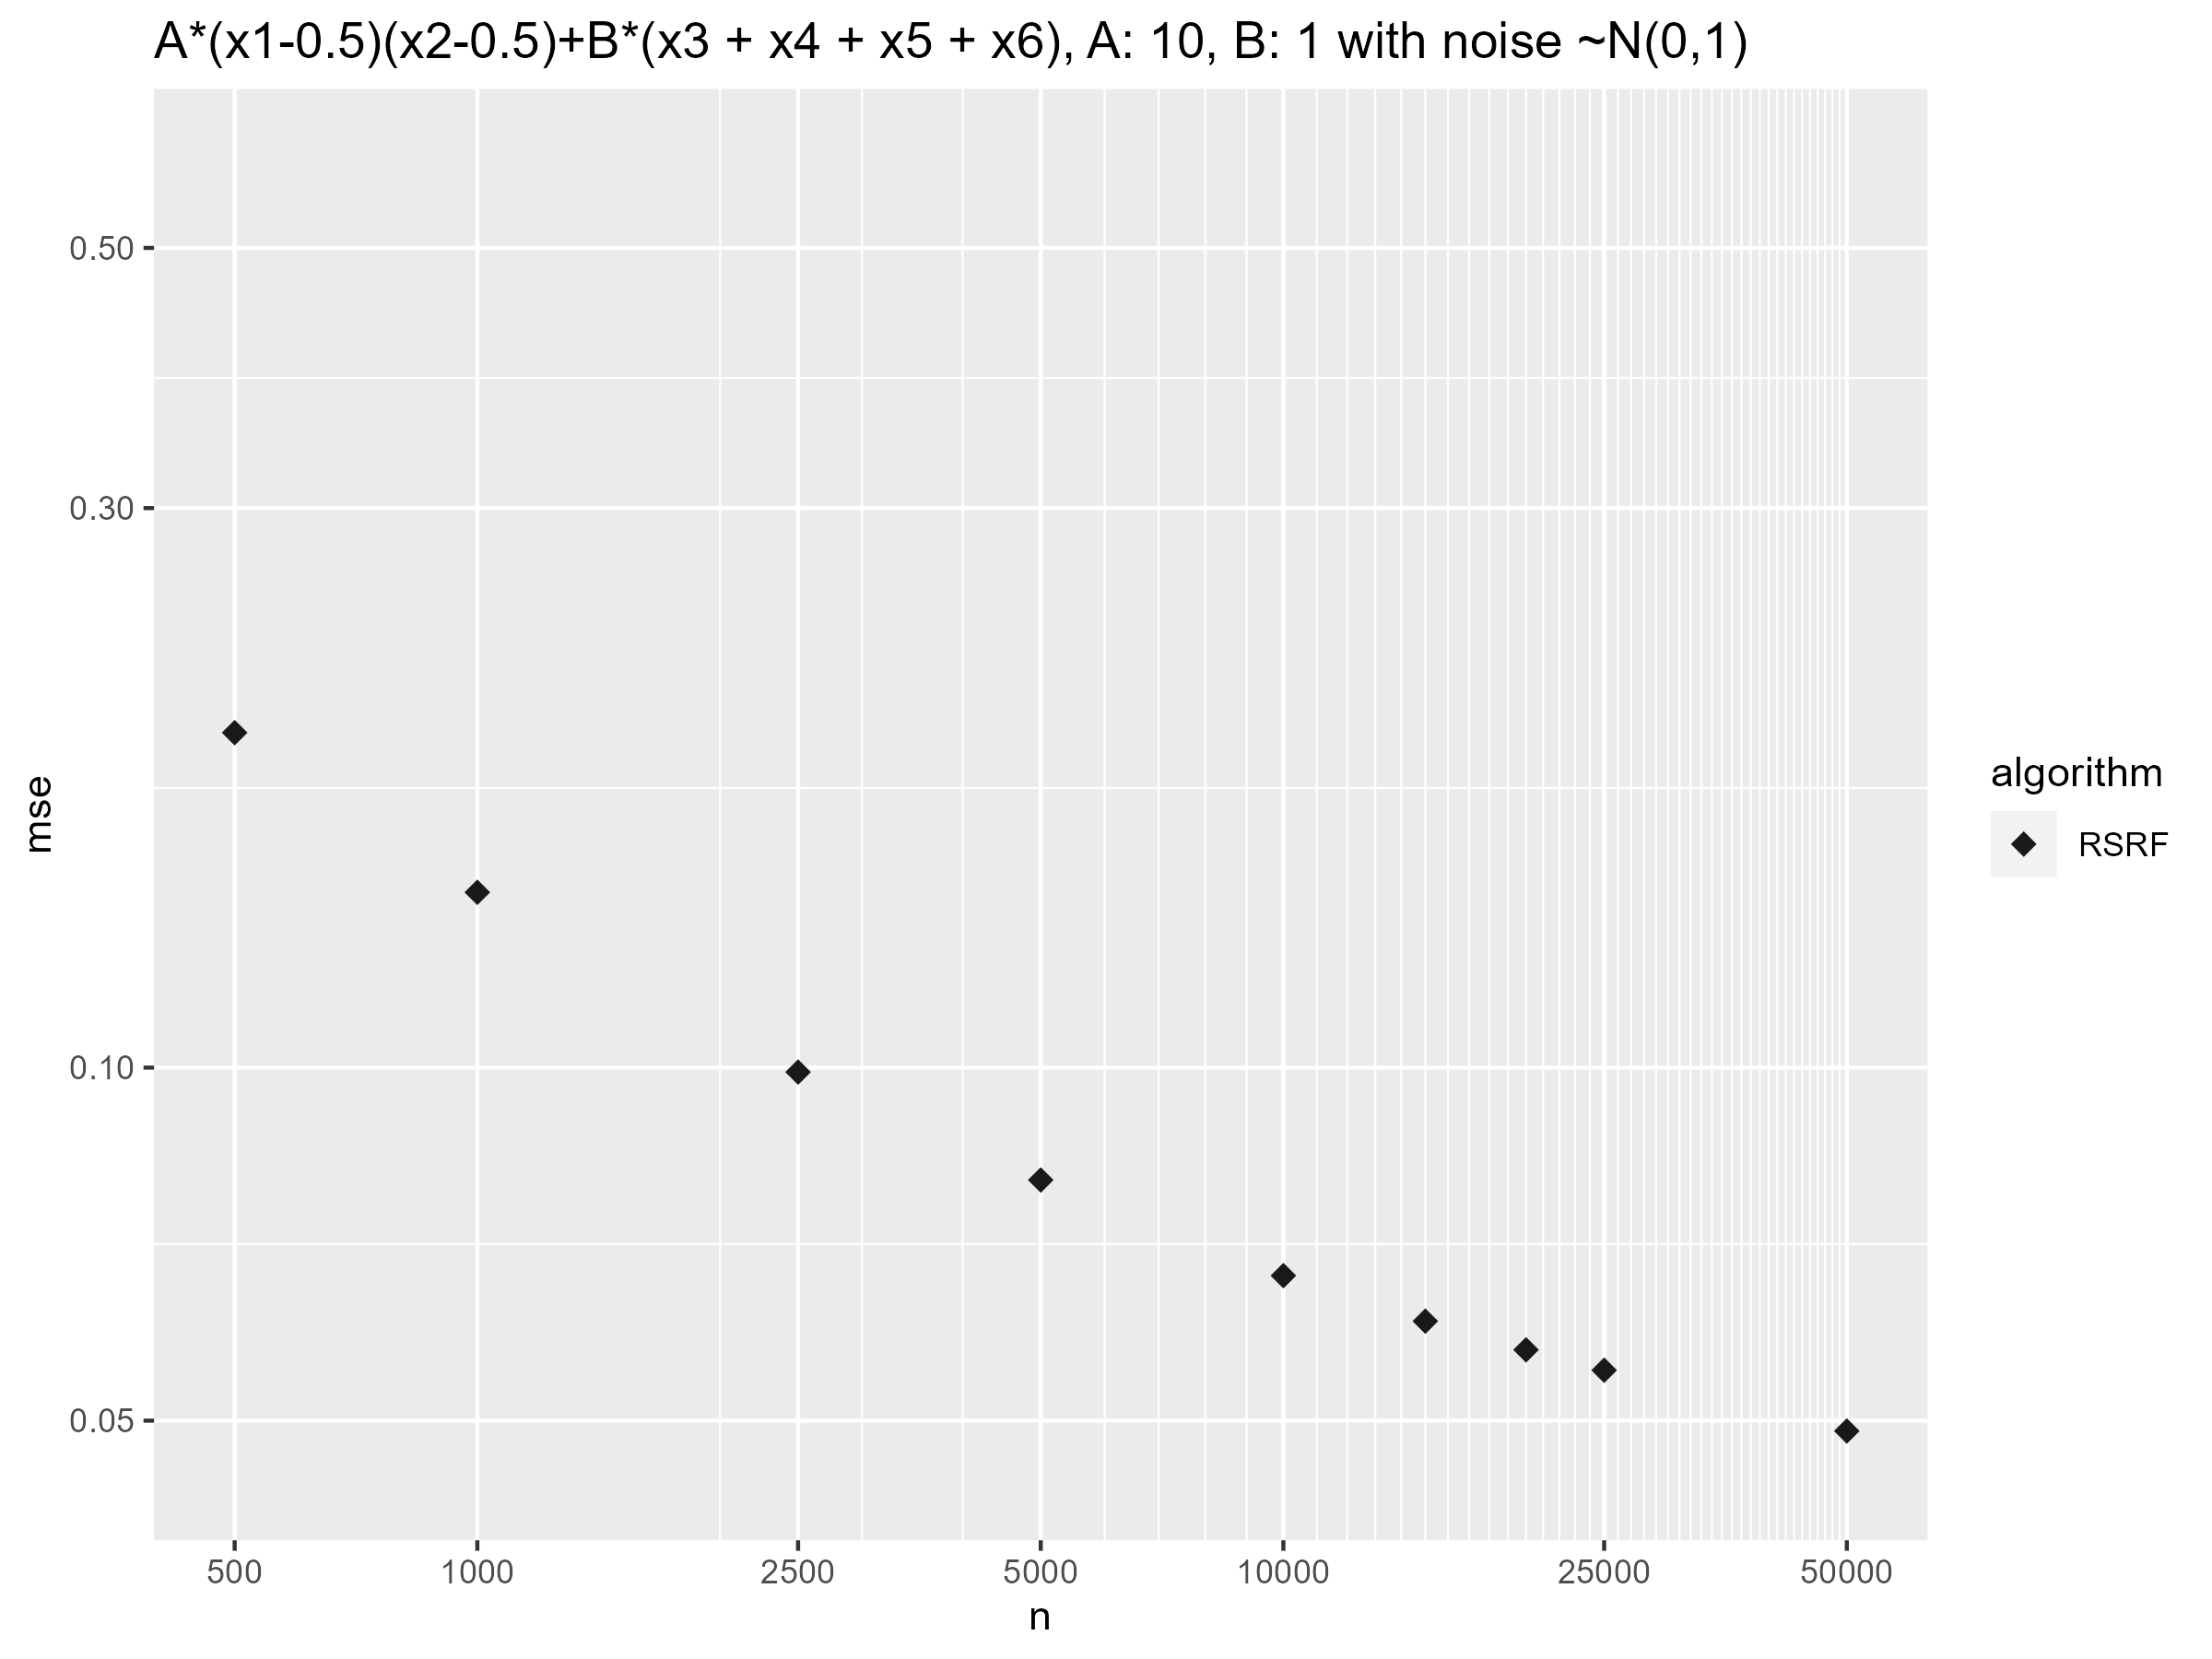 A*(x1-0.5)(x2-0.5)+B*(x3 + x4 + x5 + x6), A: 10, B: 1 with noise ~N(0,1)
0.50
0.30
0.10
0.05
mse
500 1000 2500 5000 10000 25000 50000
n
algorithm
RSRF